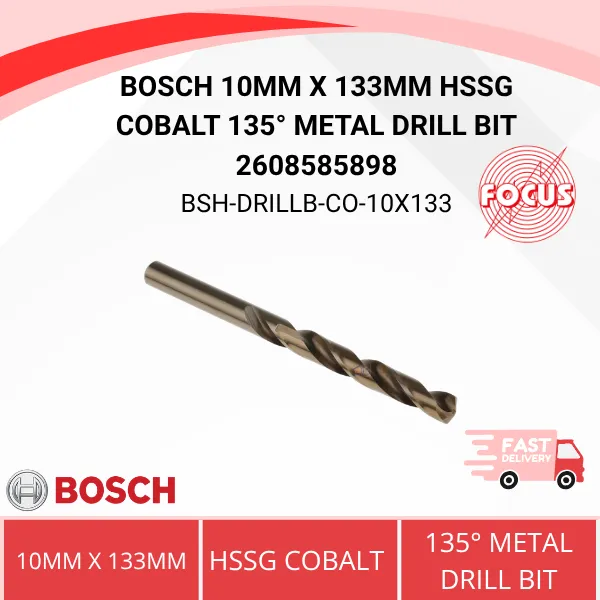 BOSCH 10MM X 133MM HSSG
COBALT 135° METAL DRILL BIT
2608585898
BSH-DRILLB-CO-10X133
FOCUS
FAST
DELIVERY
BOSCH
10MM X 133MM
HSSG COBALT
135° METAL
DRILL BIT